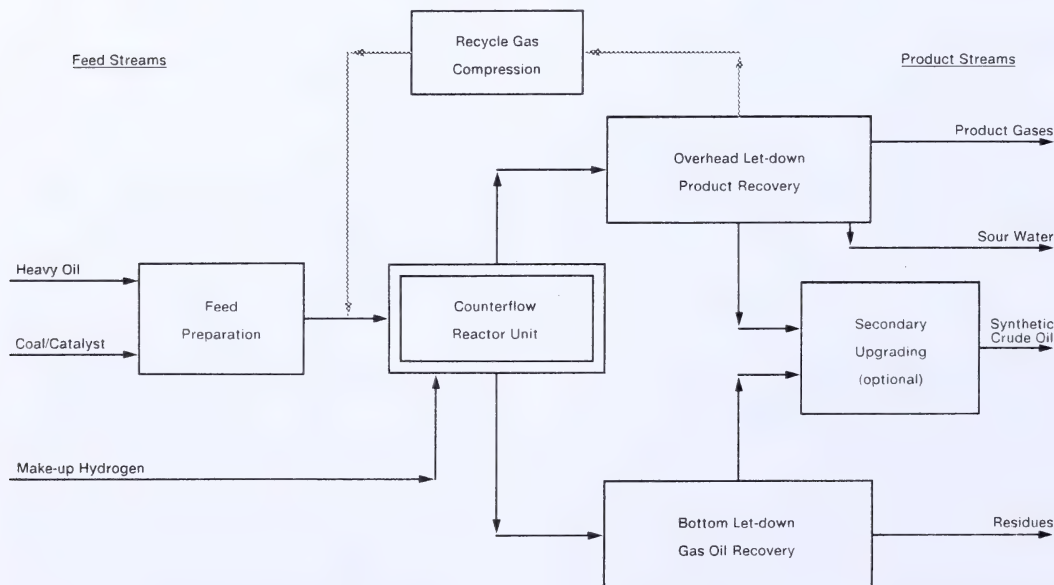 Feed Streams
Recycle Gas
Compression
Product Streams
Product Gases
Overhead Let-down
Product Recovery
Sour Water
Heavy Oil
Feed
Preparation
Coal/Catalyst
Counterflow
Reactor Unit
Secondary
Upgrading
(optional)
Synthetic
Crude Oil
Make-up Hydrogen
Bottom Let-down
Gas Oil Recovery
Residues